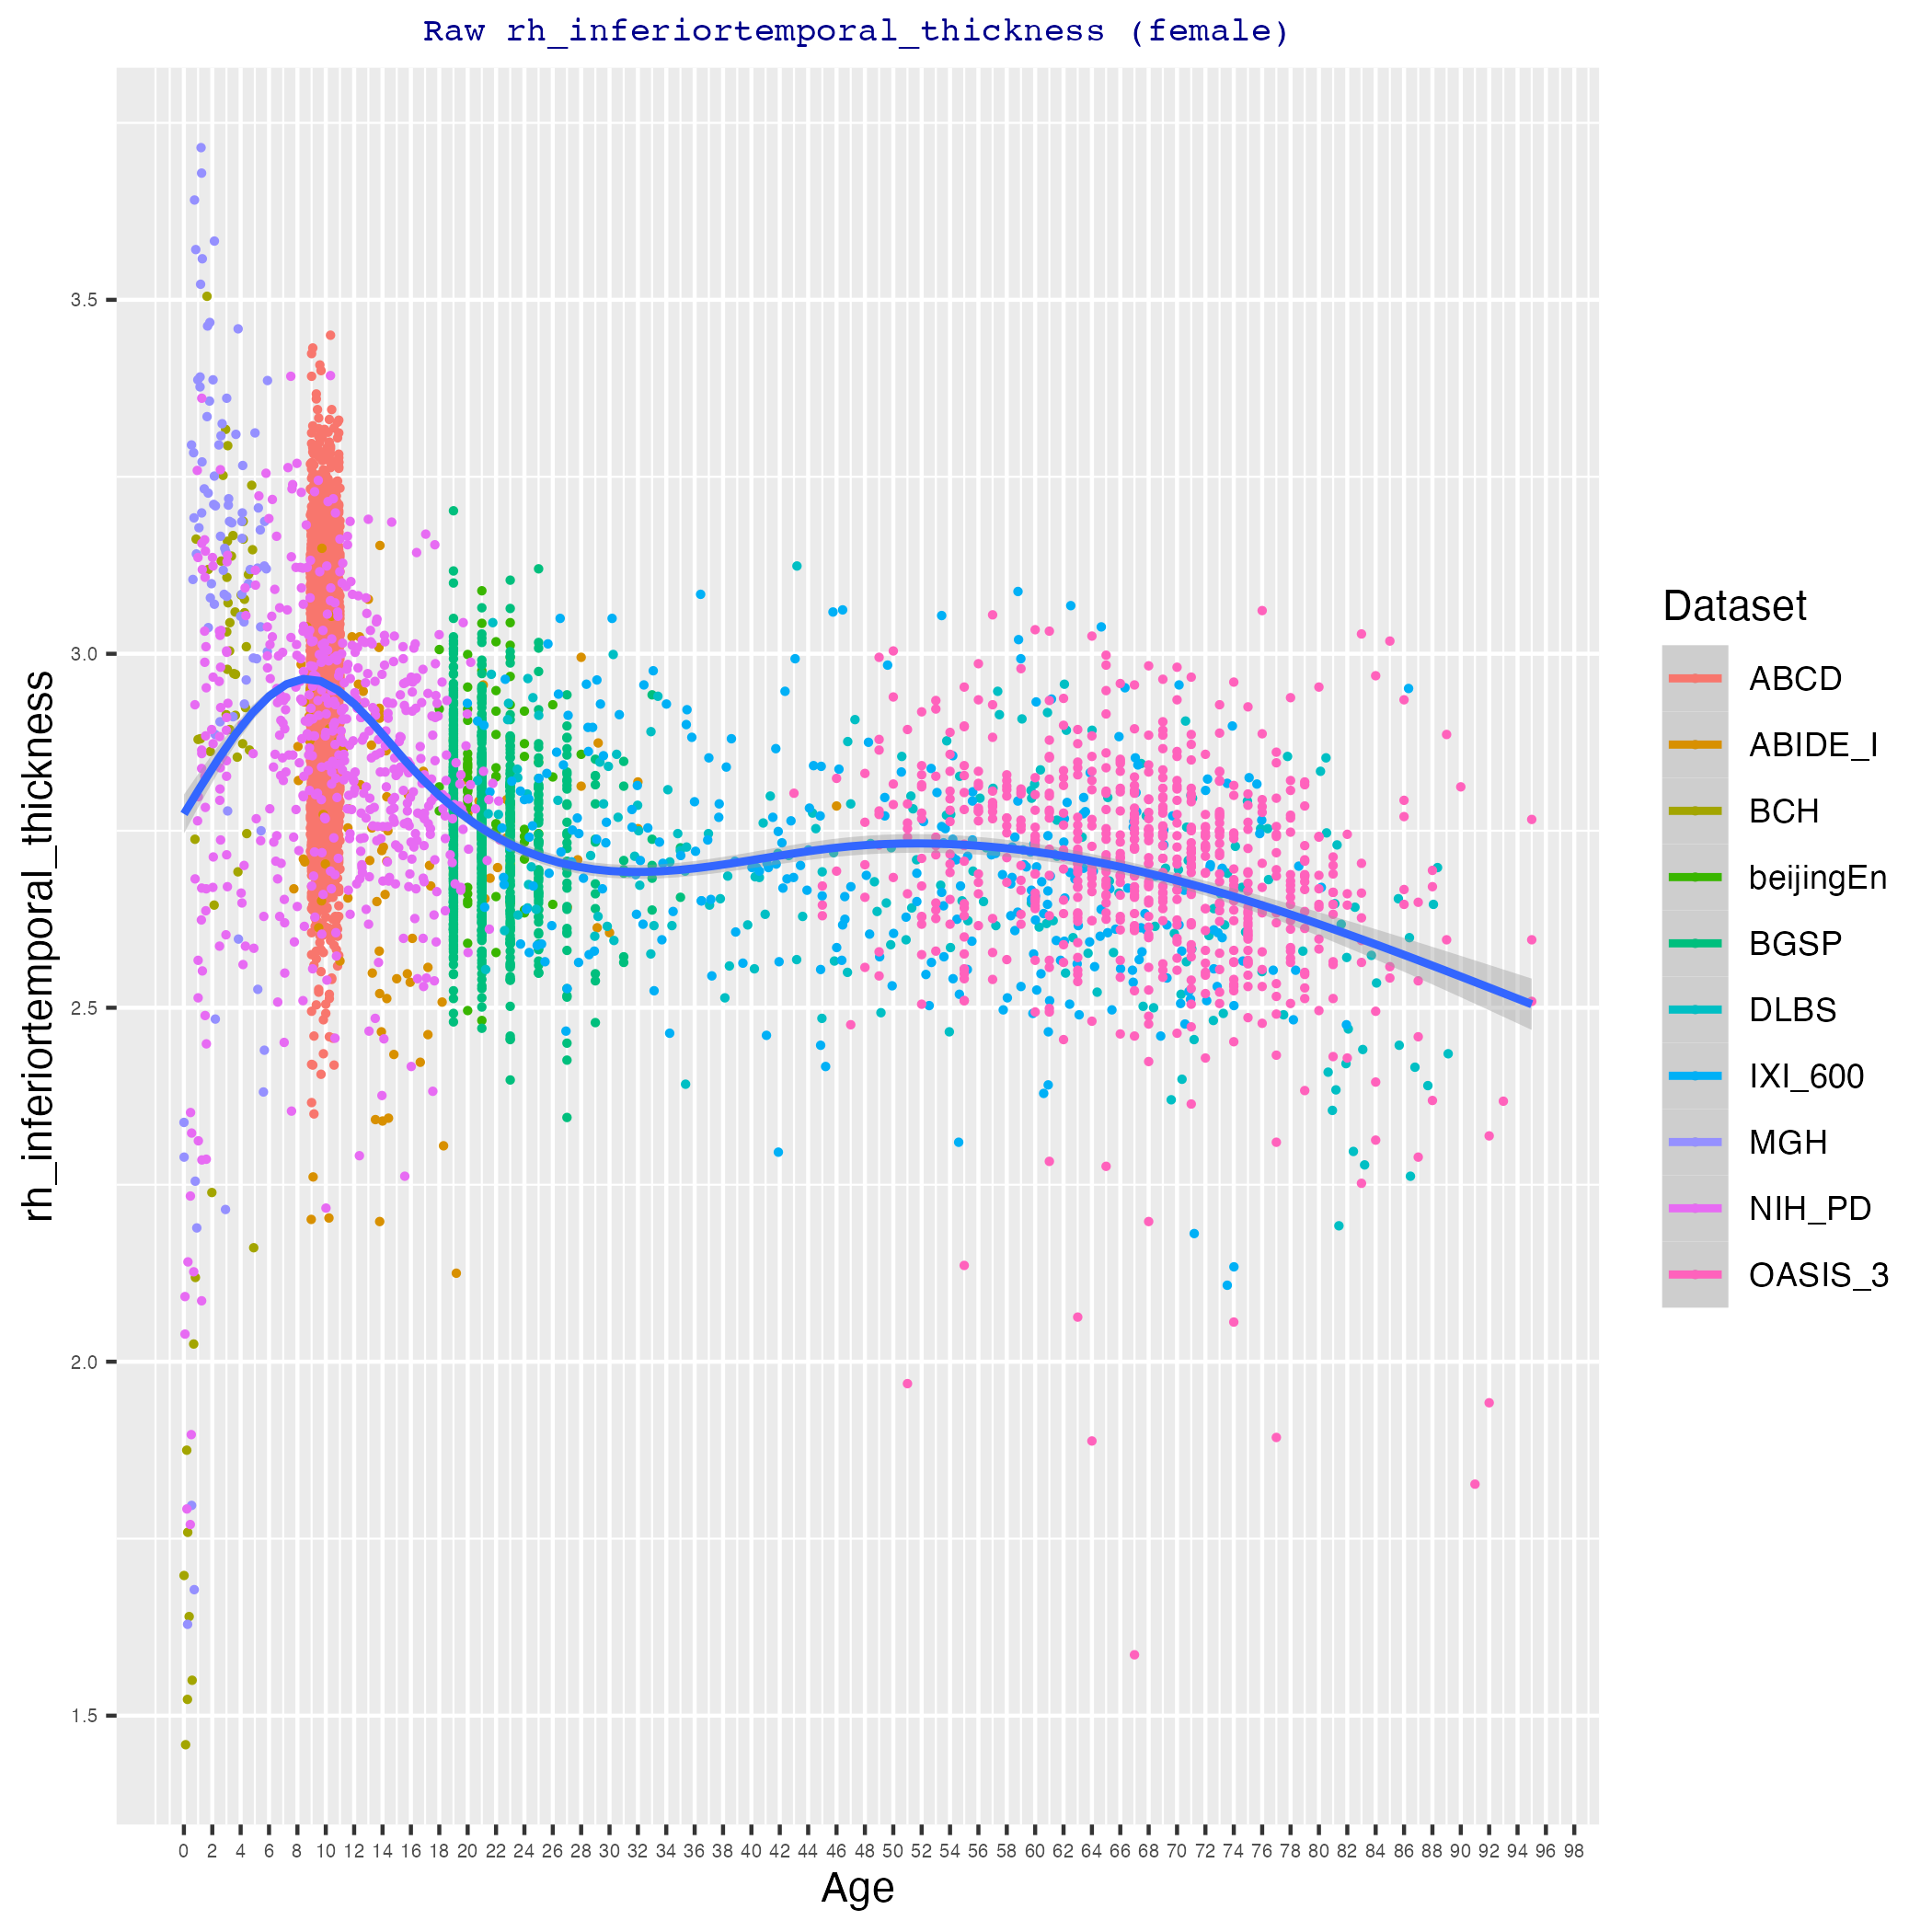 Raw rh_inferiortemporal_thickness (female)
rh_inferiortemporal_thickness
3.5
3.0
2.5
2.0
1.5
0 2 4 6 8 10 12 14 16 18 20 22 24 26 28 30 32 34 36 38 40 42 44 46 48 50 52 54 56 58 60 62 64 66 68 70 72 74 76 78 80 82 84 86 88 90 92 94 96 98
Age
Dataset
ABCD
ABIDE_I
BCH
beijingEn
BGSP
DLBS
IXI_600
MGH
NIH_PD
OASIS_3